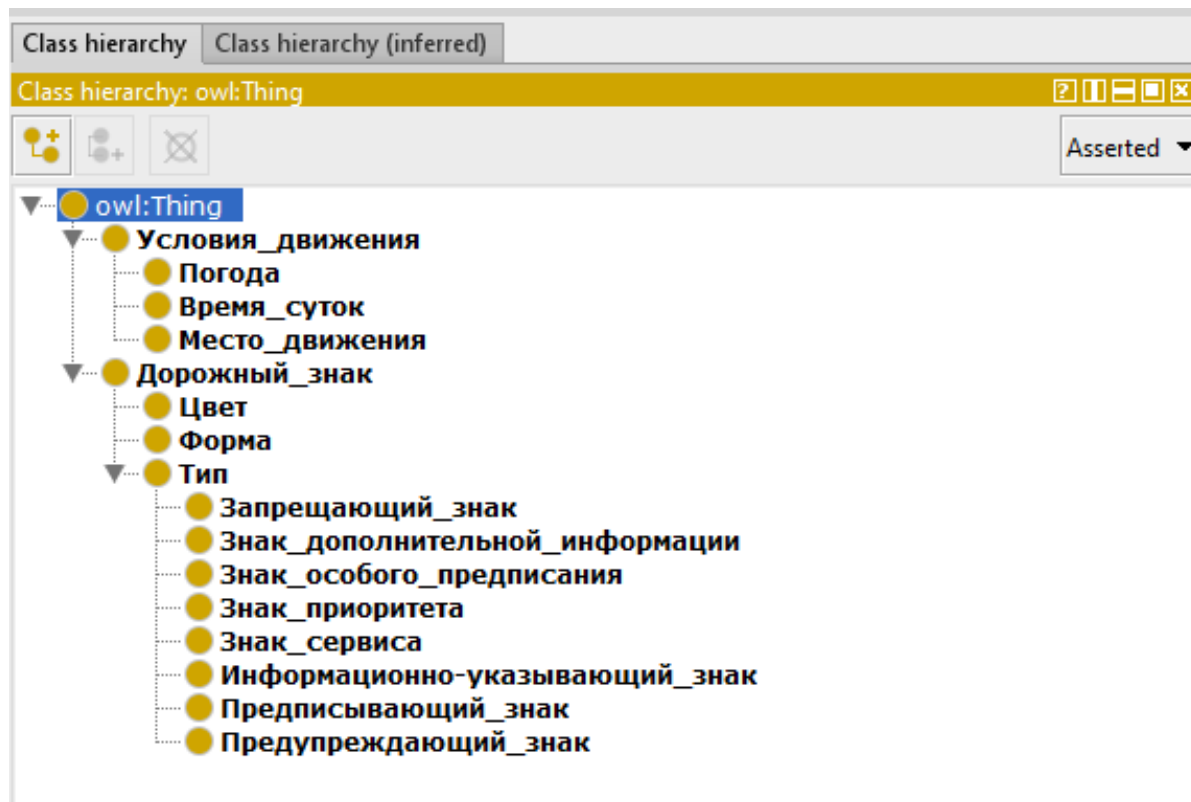 Class hierarchy Class hierarchy (inferred)
Class hierarchy: owl:Thing
Asserted
owl:Thing
Условия_движения
Погода
Время_суток
Место_движения
Дорожный_знак
Цвет
Форма
Тип
Запрещающий_знак
Знак_дополнительной_информации
Знак_особого_предписания
Знак_приоритета
Знак_сервиса
Информационно-указывающий_знак
Предписывающий_знак
Предупреждающий_знак